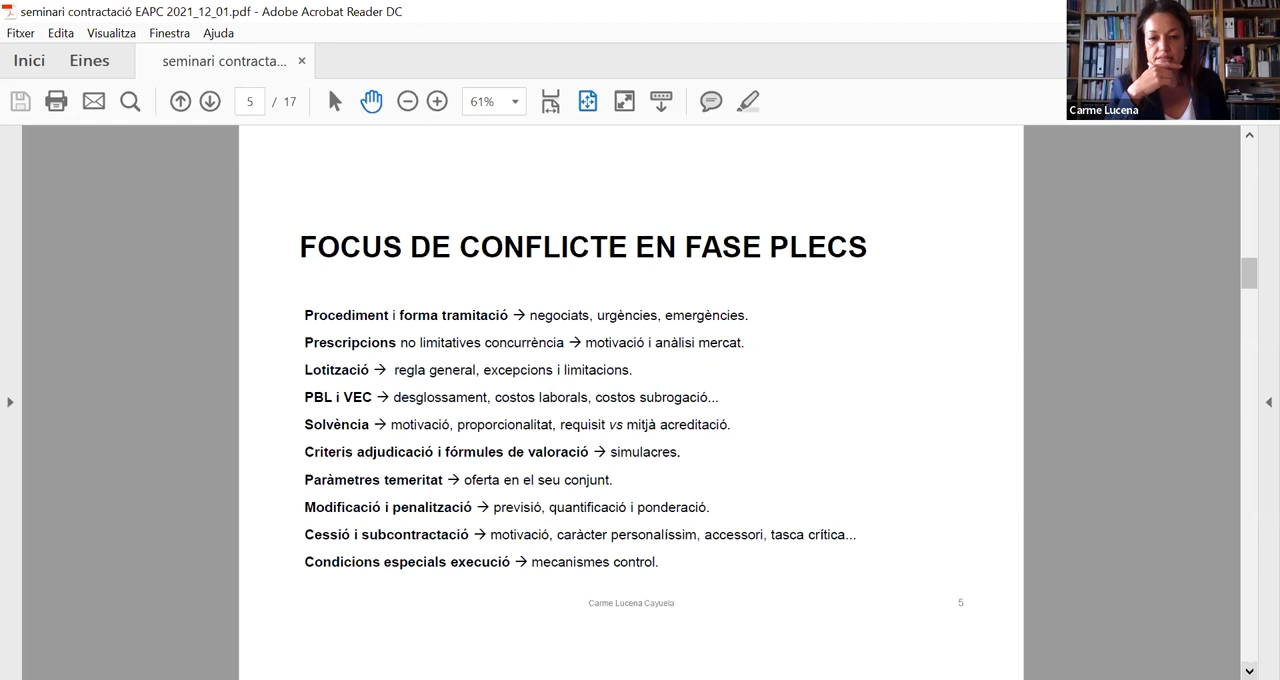 seminari contractació EAPC 2021_12_01.pdf - Adobe Acrobat Reader DC
Fitxer Edita Visualitza Finestra Ajuda
Inici Eines seminari contracta... ×
5 / 17 61%
Carme Lucena
FOCUS DE CONFLICTE EN FASE PLECS
Procediment i forma tramitació → negociats, urgències, emergències.
Prescripcions no limitatives concurrència → motivació i anàlisi mercat.
Lotització → regla general, excepcions i limitacions.
PBL i VEC → desglossament, costos laborals, costos subrogació...
Solvència → motivació, proporcionalitat, requisit vs mitjà acreditació.
Criteris adjudicació i fórmules de valoració → simulacres.
Paràmetres temeritat → oferta en el seu conjunt.
Modificació i penalització → previsió, quantificació i ponderació.
Cessió i subcontractació → motivació, caràcter personalíssim, accessori, tasca crítica...
Condicions especials execució → mecanismes control.
Carme Lucena Cayuela 5